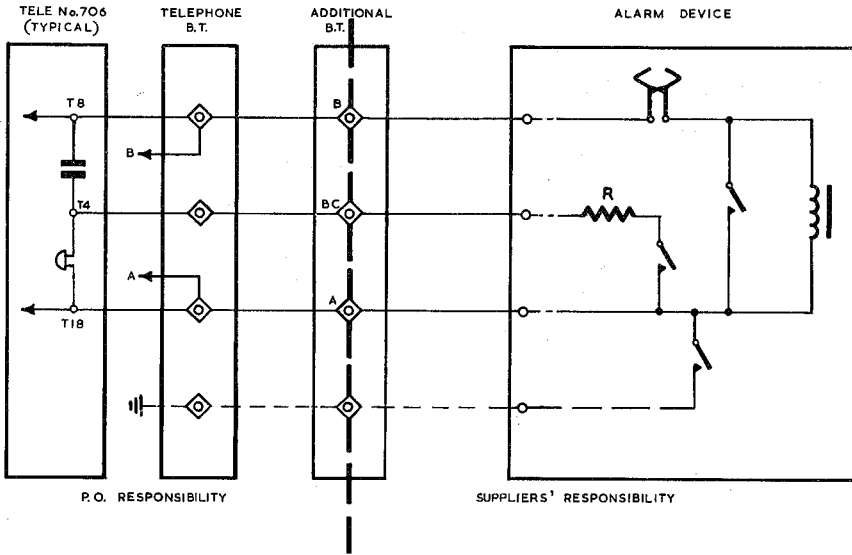 TELE No.706
(TYPICAL)
TELEPHONE
B.T.
ADDITIONAL
B.T.
ALARM DEVICE
T8
B
B
T4
BC
R
A
A
T18
P.O. RESPONSIBILITY
SUPPLIERS' RESPONSIBILITY